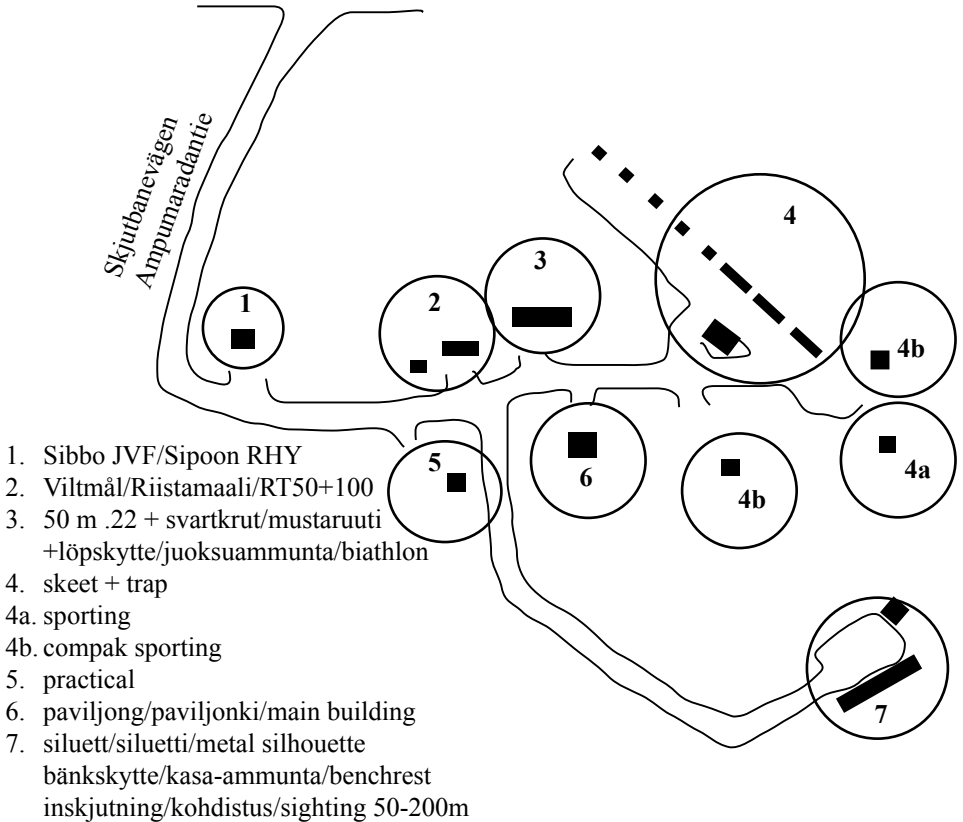 Skjutbanevägen
Ampumaradantie
1
2
3
4
4b
4a
4b
5
6
7
1. Sibbo JVF/Sipoon RHY
2. Viltmål/Riistamaali/RT50+100
3. 50 m .22 + svartkrut/mustaruuti
+löpskytte/juoksuammunta/biathlon
4. skeet + trap
4a. sporting
4b. compak sporting
5. practical
6. paviljong/paviljonki/main building
7. siluett/siluetti/metal silhouette
bänkskytte/kasa-ammunta/benchrest
inskjutning/kohdistus/sighting 50-200m